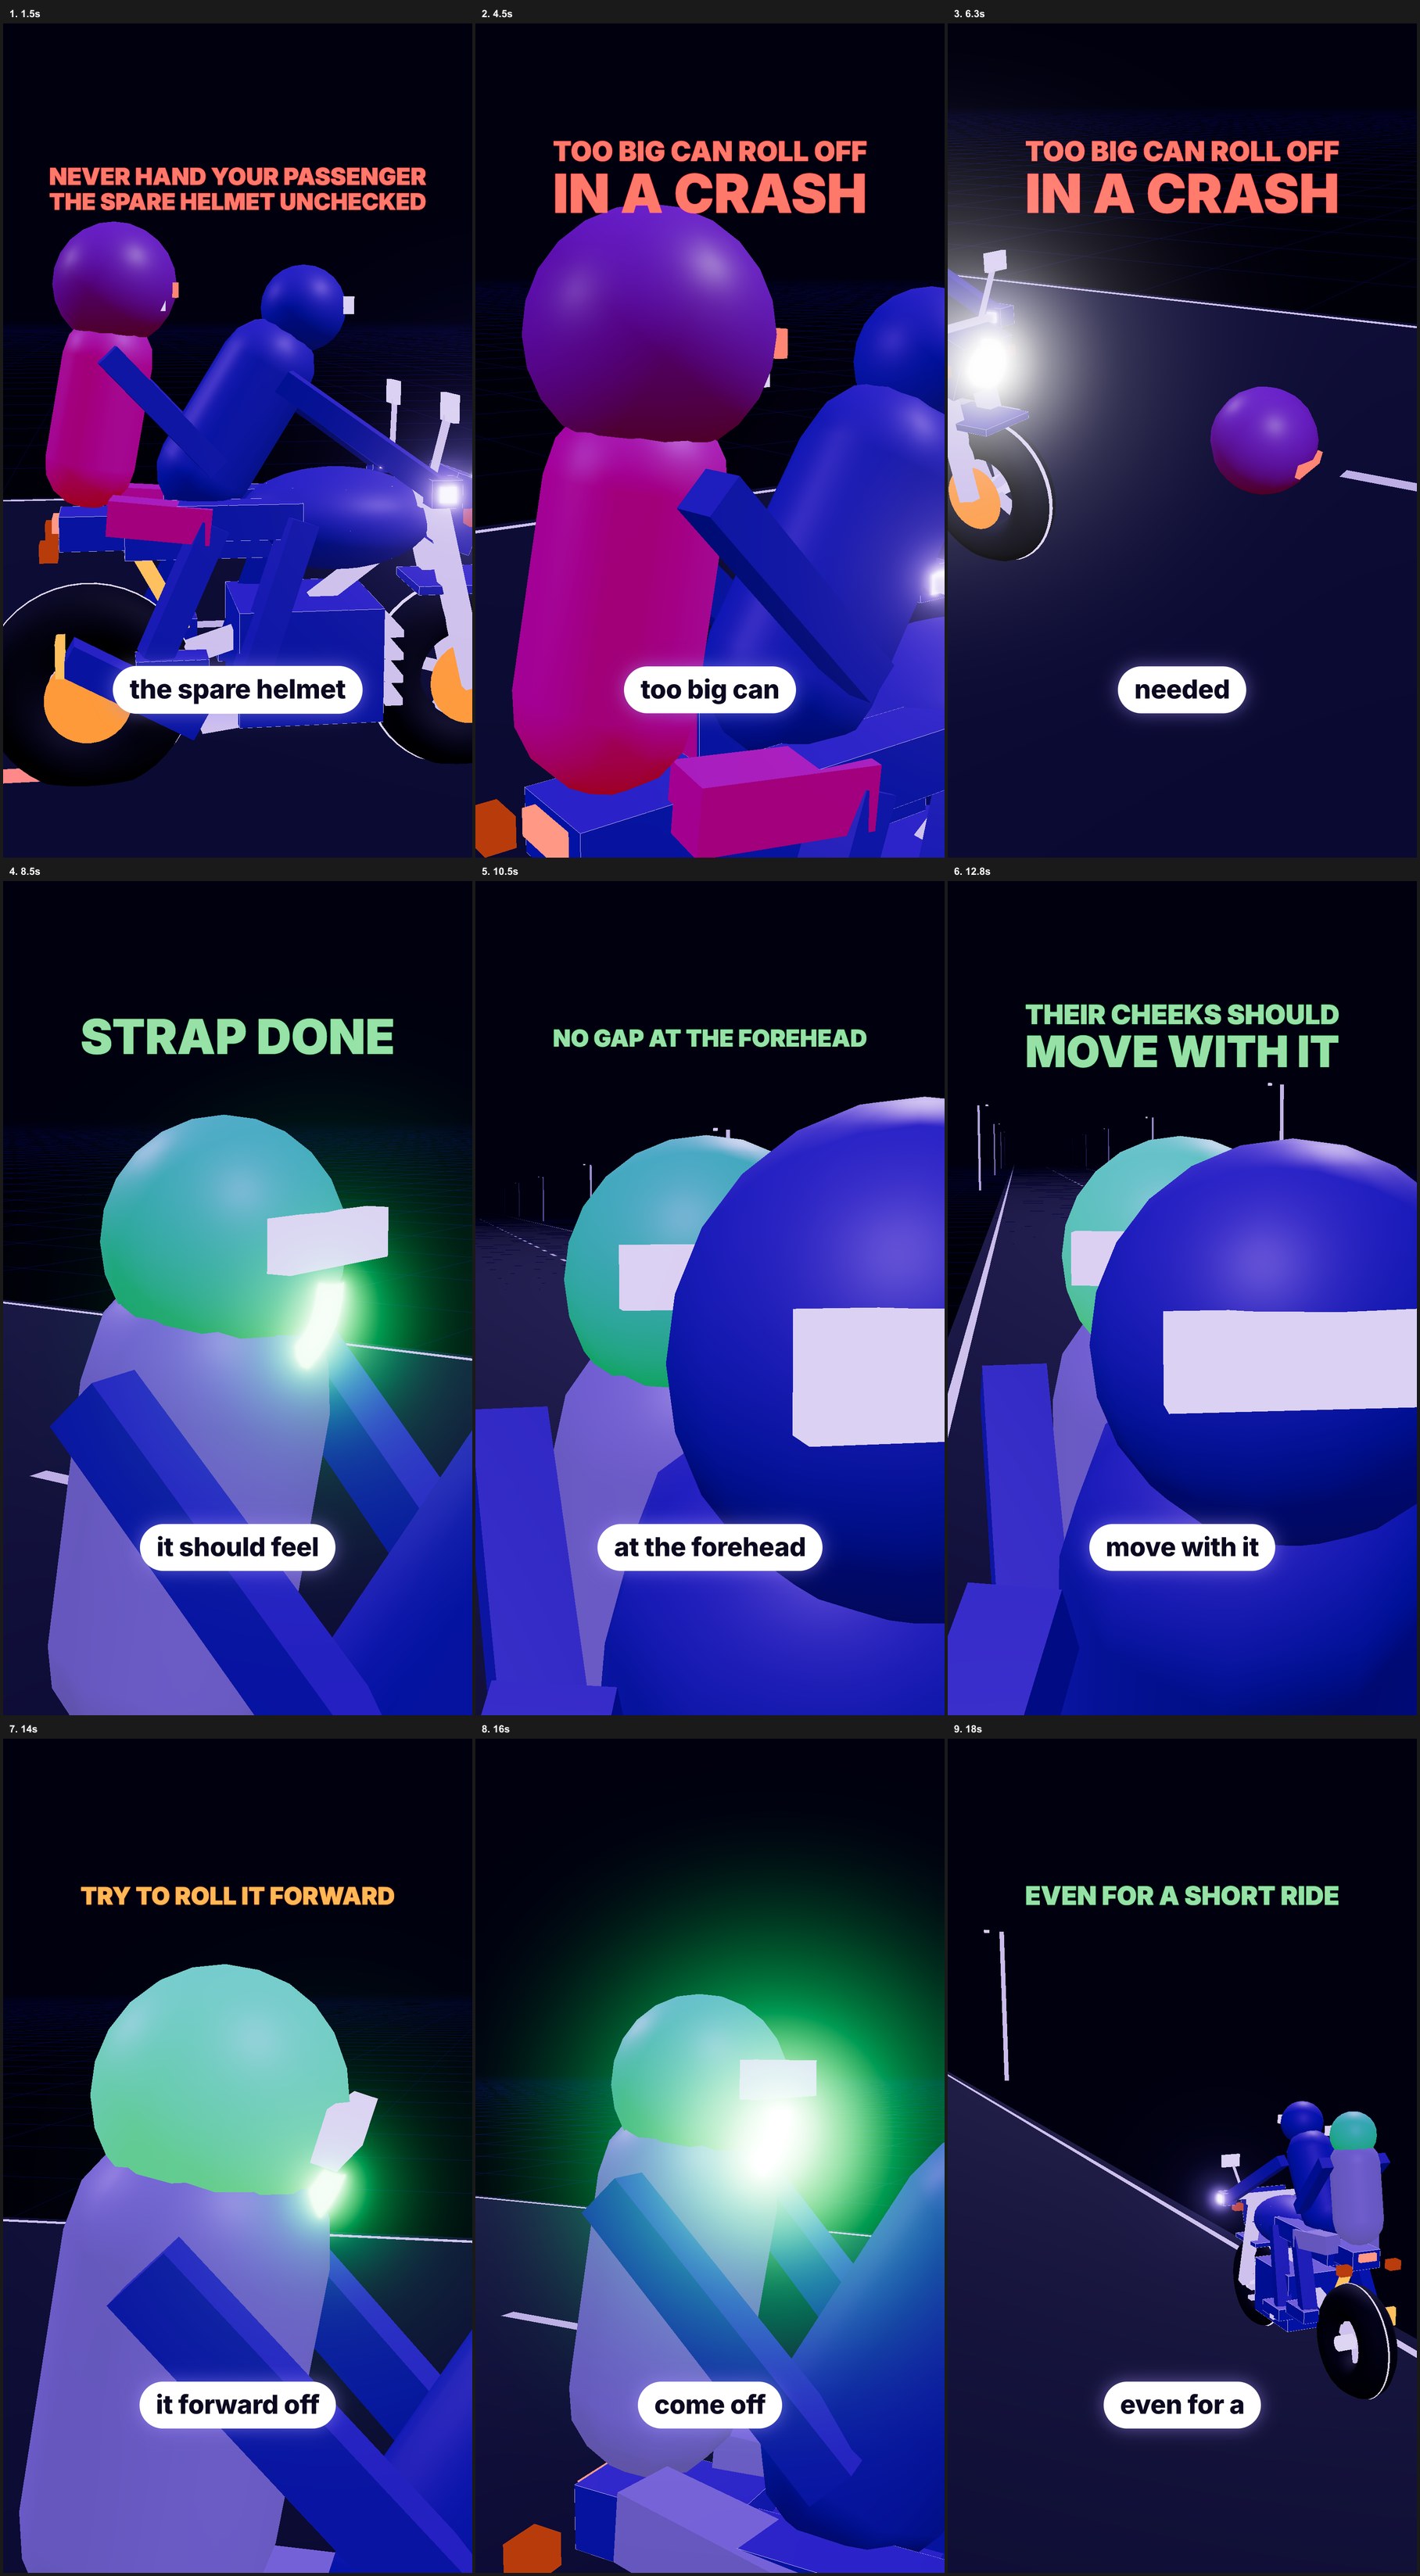 1. 1.5s
NEVER HAND YOUR PASSENGER
THE SPARE HELMET UNCHECKED
the spare helmet
2. 4.5s
TOO BIG CAN ROLL OFF
IN A CRASH
too big can
3. 6.3s
TOO BIG CAN ROLL OFF
IN A CRASH
needed
4. 8.5s
STRAP DONE
it should feel
5. 10.5s
NO GAP AT THE FOREHEAD
at the forehead
6. 12.8s
THEIR CHEEKS SHOULD
MOVE WITH IT
move with it
7. 14s
TRY TO ROLL IT FORWARD
it forward off
8. 16s
come off
9. 18s
EVEN FOR A SHORT RIDE
even for a